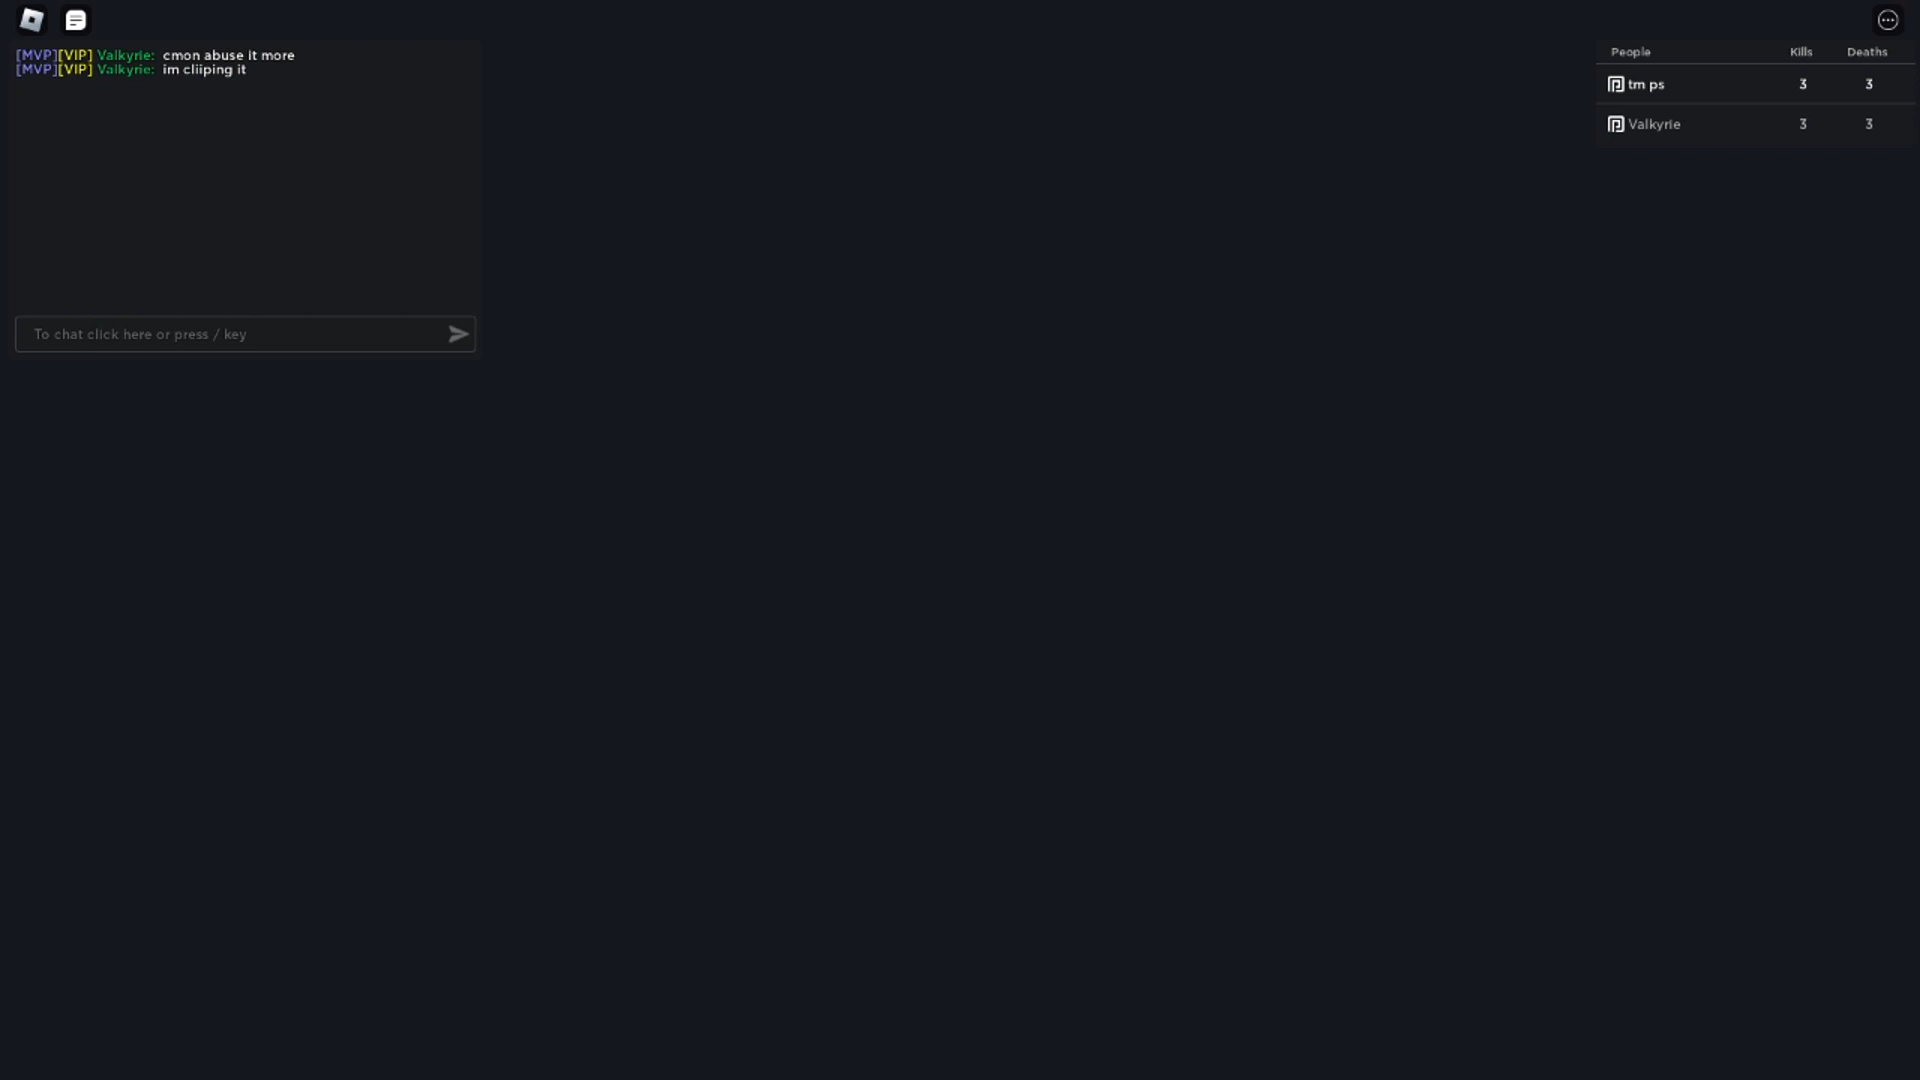 [MVP][VIP] Valkyrie: cmon abuse it more
[MVP][VIP] Valkyrie: im cliiping it
To chat click here or press / key
People Kills Deaths
tm ps 3 3
Valkyrie 3 3